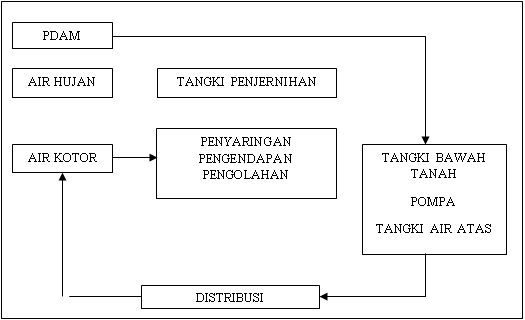 PDAM
AIR HUJAN
TANGKI PENJERNIHAN
AIR KOTOR
PENYARINGAN
PENGENDAPAN
PENGOLAHAN
TANGKI BAWAH
TANAH
POMPA
TANGKI AIR ATAS
DISTRIBUSI